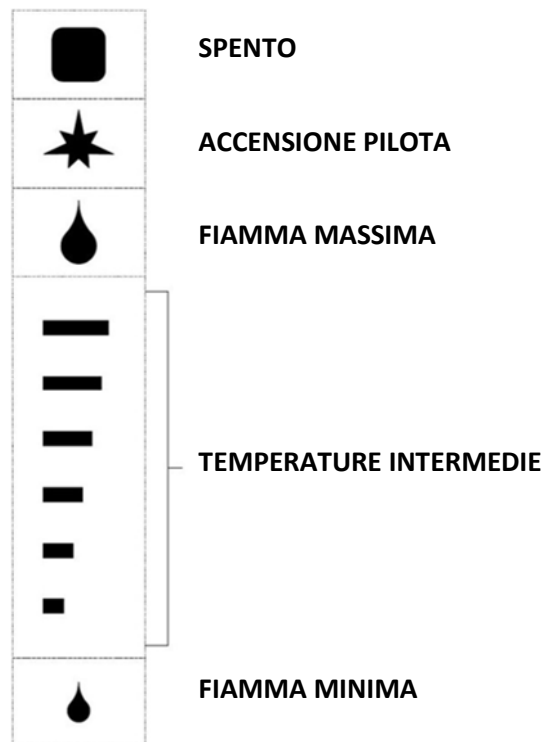 SPENTO
ACCENSIONE PILOTA
FIAMMA MASSIMA
TEMPERATURE INTERMEDIE
FIAMMA MINIMA